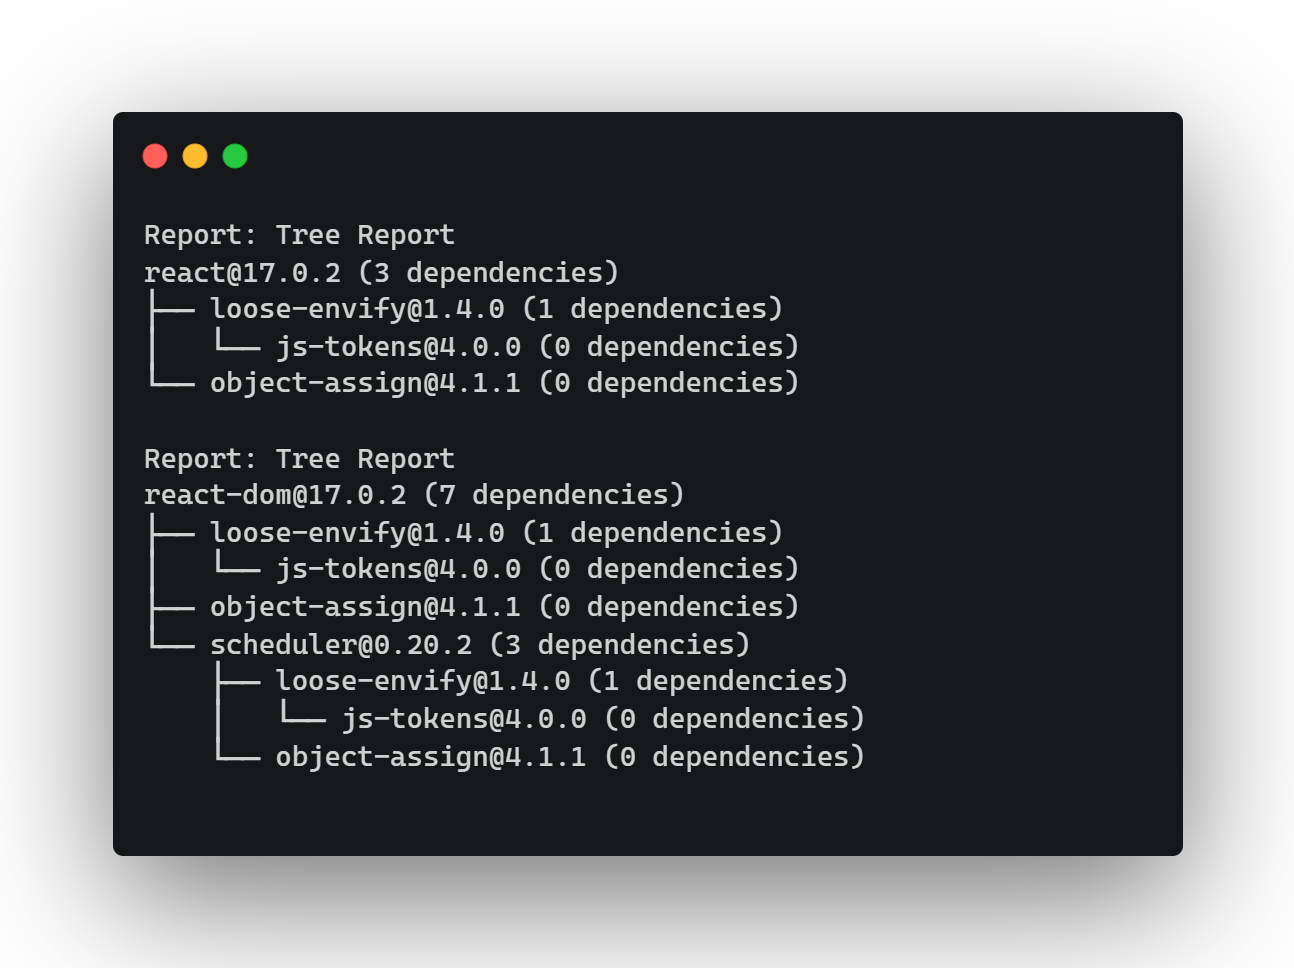 Report: Tree Report
react@17.0.2 (3 dependencies)
├── loose-envify@1.4.0 (1 dependencies)
│   └── js-tokens@4.0.0 (0 dependencies)
└── object-assign@4.1.1 (0 dependencies)

Report: Tree Report
react-dom@17.0.2 (7 dependencies)
├── loose-envify@1.4.0 (1 dependencies)
│   └── js-tokens@4.0.0 (0 dependencies)
├── object-assign@4.1.1 (0 dependencies)
└── scheduler@0.20.2 (3 dependencies)
    ├── loose-envify@1.4.0 (1 dependencies)
    │   └── js-tokens@4.0.0 (0 dependencies)
    └── object-assign@4.1.1 (0 dependencies)